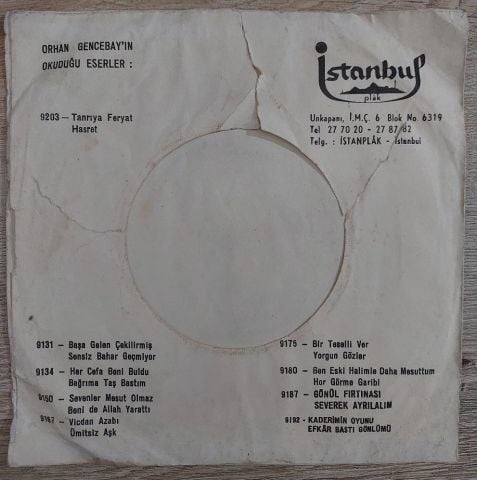 ORHAN GENCEBAY'IN
OKUDUĞU ESERLER :
9203 — Tanrıya Feryat
Hasret
İstanbul
plâk
Unkapanı, İ.M.Ç. 6 Blok No. 6319
Tel 27 70 20 - 27 87 82
Telg. : İSTANPLÂK - İstanbul
9131 — Başa Gelen Çekilirmiş
Sensiz Bahar Geçmiyor
9134 — Her Cefa Beni Buldu
Bağrıma Taş Bastım
9150 — Sevenler Mesut Olmaz
Beni de Allah Yarattı
9167 — Vicdan Azabı
Ümitsiz Aşk
9175 — Bir Teselli Ver
Yorgun Gözler
9180 — Ben Eski Halimle Daha Mesuttum
Hor Görme Garibi
9187 — GÖNÜL FIRTINASI
SEVEREK AYRILALIM
9192 - KADERİMİN OYUNU
EFKÂR BASTI GÖNLÜMÜ